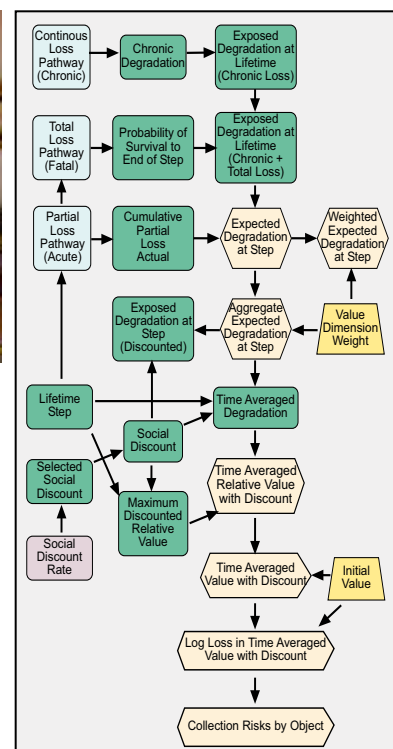 Continous
Loss
Pathway
(Chronic)
Chronic
Degradation
Exposed
Degradation at
Lifetime
(Chronic Loss)
Total
Loss
Pathway
(Fatal)
Probability of
Survival to
End of Step
Exposed
Degradation at
Lifetime
(Chronic +
Total Loss)
Partial
Loss
Pathway
(Acute)
Cumulative
Partial
Loss
Actual
Expected
Degradation
at Step
Weighted
Expected
Degradation
at Step
Exposed
Degradation at
Step
(Discounted)
Aggregate
Expected
Degradation
at Step
Value
Dimension
Weight
Lifetime
Step
Social
Discount
Time Averaged
Degradation
Selected
Social
Discount
Maximum
Discounted
Relative
Value
Time Averaged
Relative Value
with Discount
Social
Discount
Rate
Time Averaged
Value with Discount
Initial
Value
Log Loss in Time Averaged
Value with Discount
Collection Risks by Object